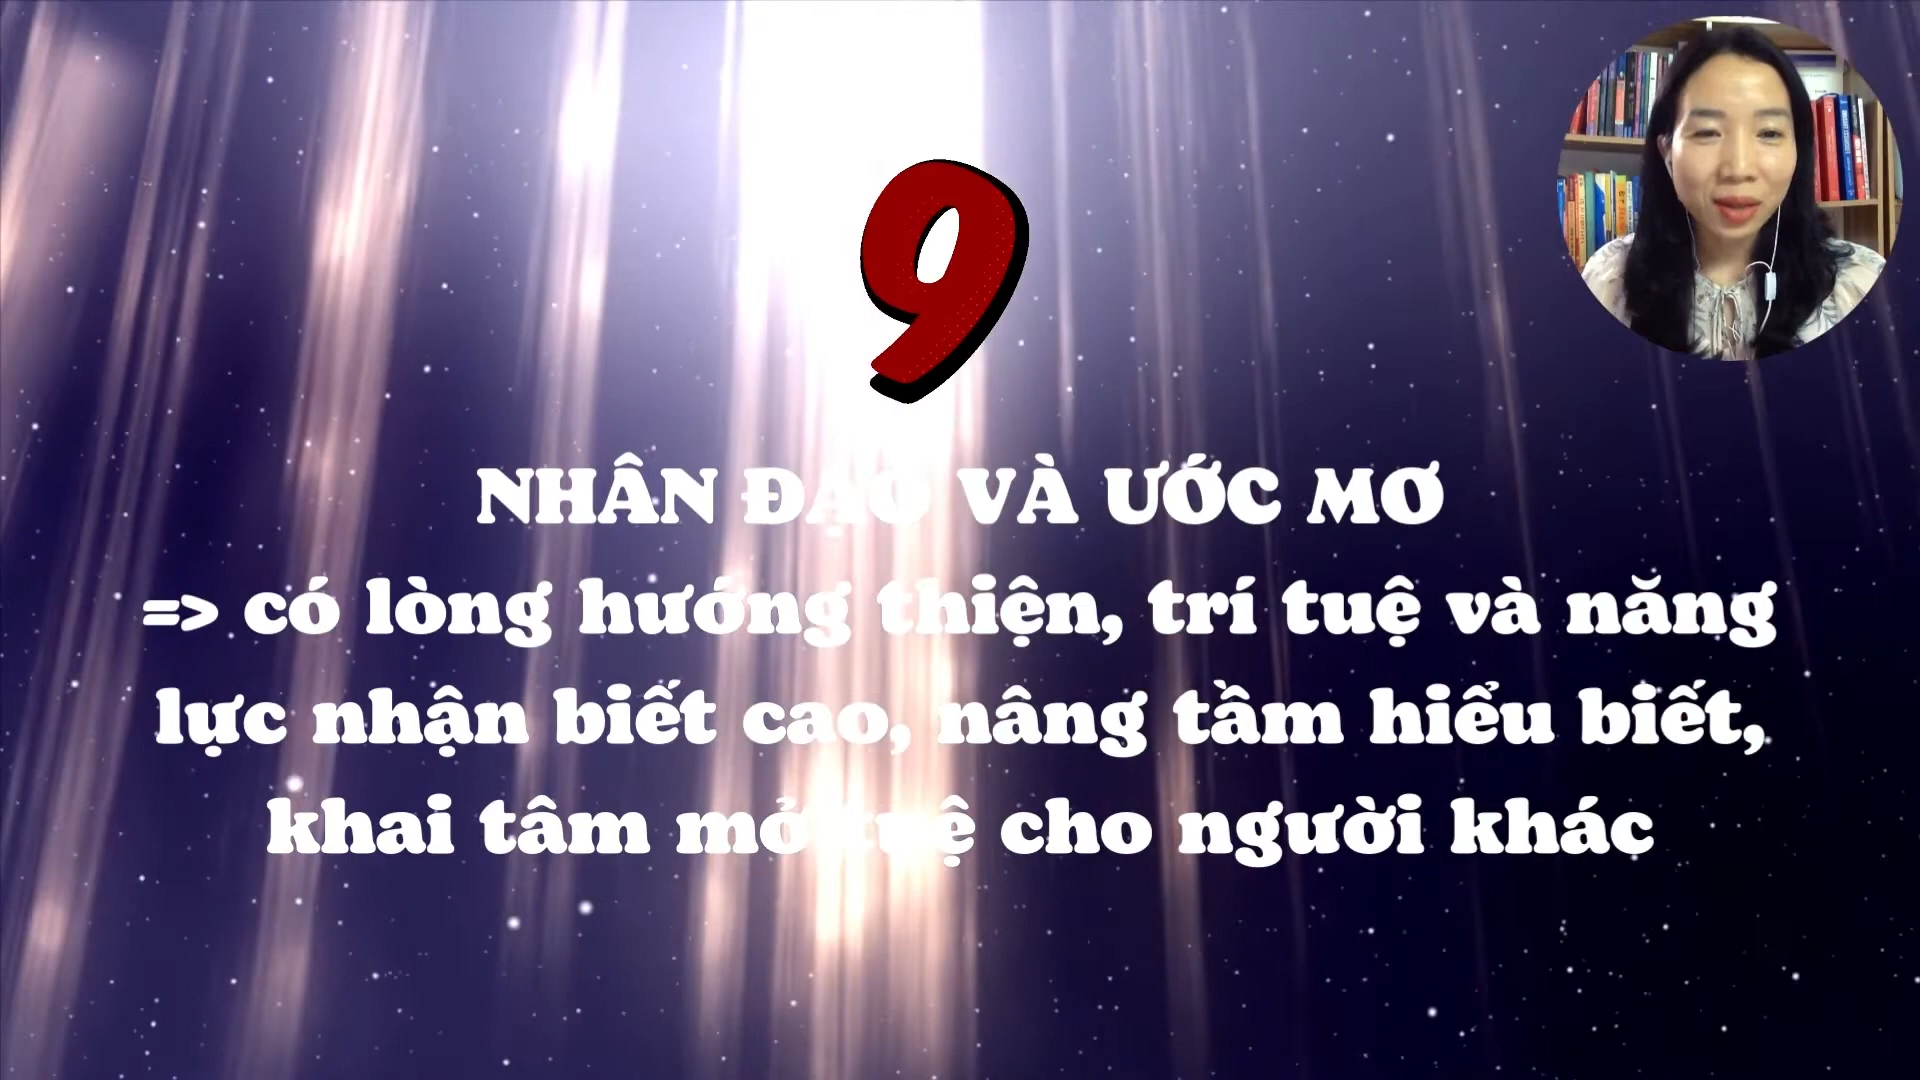 9
NHÂN ĐẠO VÀ ƯỚC MƠ
=> có lòng hướng thiện, trí tuệ và năng
lực nhận biết cao, nâng tầm hiểu biết,
khai tâm mở tuệ cho người khác